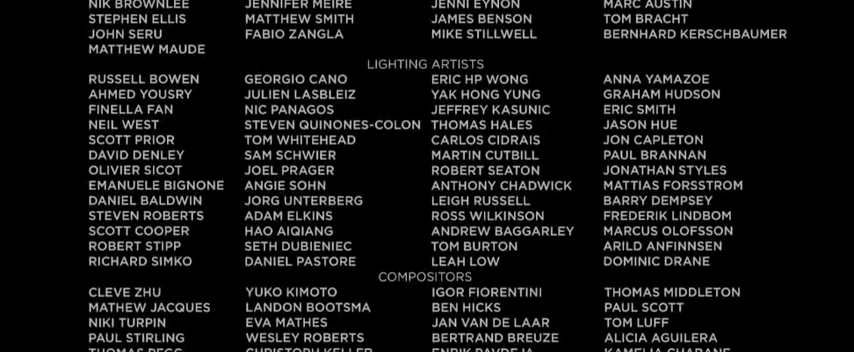 NIK BROWNLEE JENNIFER MEIRE JENNI EYNON MARC AUSTIN
STEPHEN ELLIS MATTHEW SMITH JAMES BENSON TOM BRACHT
JOHN SERU FABIO ZANGLA MIKE STILLWELL BERNHARD KERSCHBAUMER
MATTHEW MAUDE
LIGHTING ARTISTS
RUSSELL BOWEN GEORGIO CANO ERIC HP WONG ANNA YAMAZOE
AHMED YOUSRY JULIEN LASBLEIZ YAK HONG YUNG GRAHAM HUDSON
FINELLA FAN NIC PANAGOS JEFFREY KASUNIC ERIC SMITH
NEIL WEST STEVEN QUINONES-COLON THOMAS HALES JASON HUE
SCOTT PRIOR TOM WHITEHEAD CARLOS CIDRAIS JON CAPLETON
DAVID DENLEY SAM SCHWIER MARTIN CUTBILL PAUL BRANNAN
OLIVIER SICOT JOEL PRAGER ROBERT SEATON JONATHAN STYLES
EMANUELE BIGNONE ANGIE SOHN ANTHONY CHADWICK MATTIAS FORSSTROM
DANIEL BALDWIN JORG UNTERBERG LEIGH RUSSELL BARRY DEMPSEY
STEVEN ROBERTS ADAM ELKINS ROSS WILKINSON FREDERIK LINDBOM
SCOTT COOPER HAO AIQIANG ANDREW BAGGARLEY MARCUS OLOFSSON
ROBERT STIPP SETH DUBIENIEC TOM BURTON ARILD ANFINNSEN
RICHARD SIMKO DANIEL PASTORE LEAH LOW DOMINIC DRANE
COMPOSITORS
CLEVE ZHU YUKO KIMOTO IGOR FIORENTINI THOMAS MIDDLETON
MATHEW JACQUES LANDON BOOTSMA BEN HICKS PAUL SCOTT
NIKI TURPIN EVA MATHES JAN VAN DE LAAR TOM LUFF
PAUL STIRLING WESLEY ROBERTS BERTRAND BREUZE ALICIA AGUILERA
THOMAS CHRISTOPH KELLER KAMELIA CHABANE